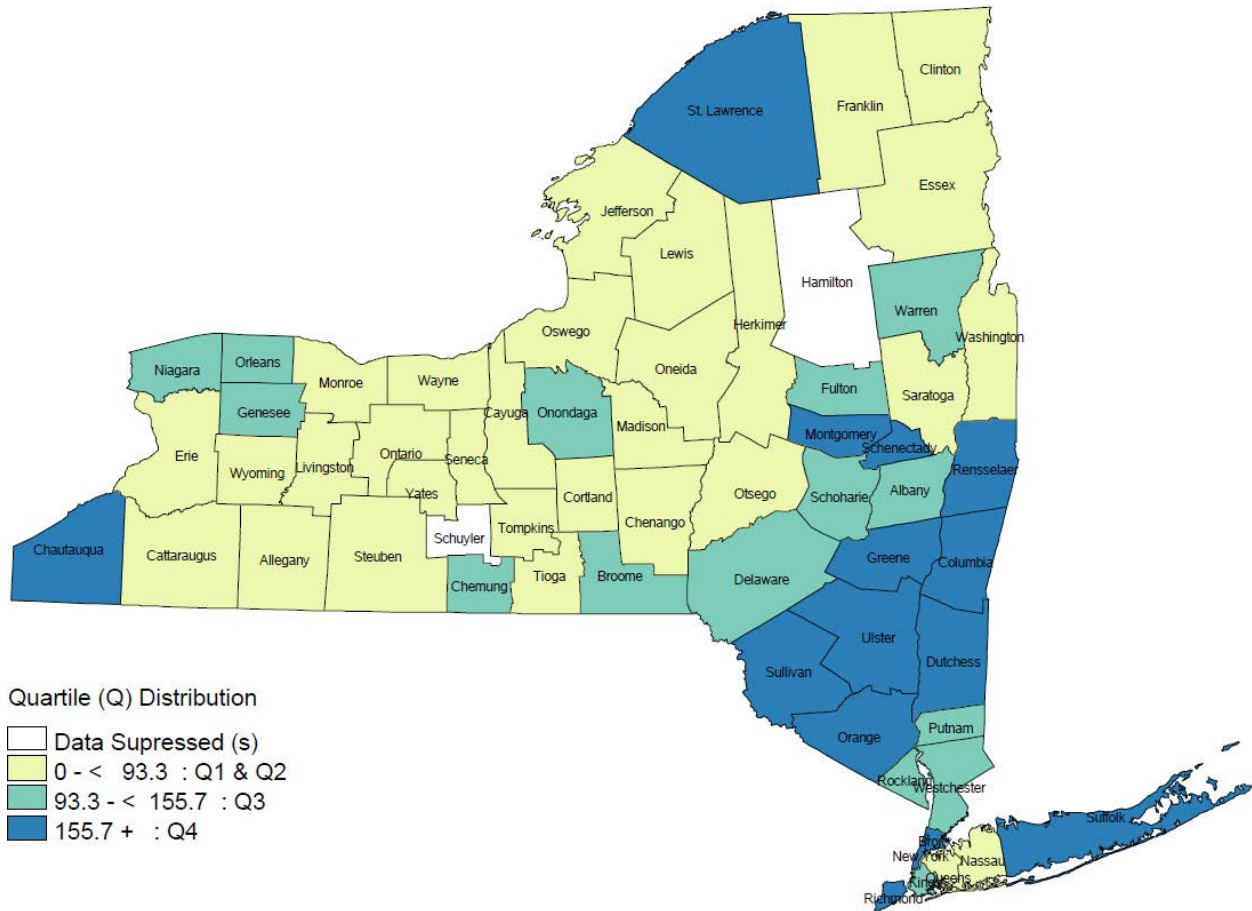 Clinton
Franklin
St. Lawrence
Essex
Jefferson
Lewis
Hamilton
Warren
Herkimer
Washington
Oswego
Oneida
Orleans
Niagara
Wayne
Monroe
Fulton
Saratoga
Genesee
Cayuga
Onondaga
Madison
Montgomery
Schenectady
Ontario
Seneca
Erie
Wyoming
Livingston
Rensselaer
Yates
Cortland
Otsego
Schoharie
Albany
Chenango
Tompkins
Schuyler
Chautauqua
Cattaraugus
Allegany
Steuben
Greene
Columbia
Chemung
Tioga
Broome
Delaware
Ulster
Dutchess
Sullivan
Putnam
Orange
Rockland
Westchester
Suffolk
New York
Nassau
Queens
Richmond
Quartile (Q) Distribution
Data Supressed (s)
0 - < 93.3 : Q1 & Q2
93.3 - < 155.7 : Q3
155.7 + : Q4